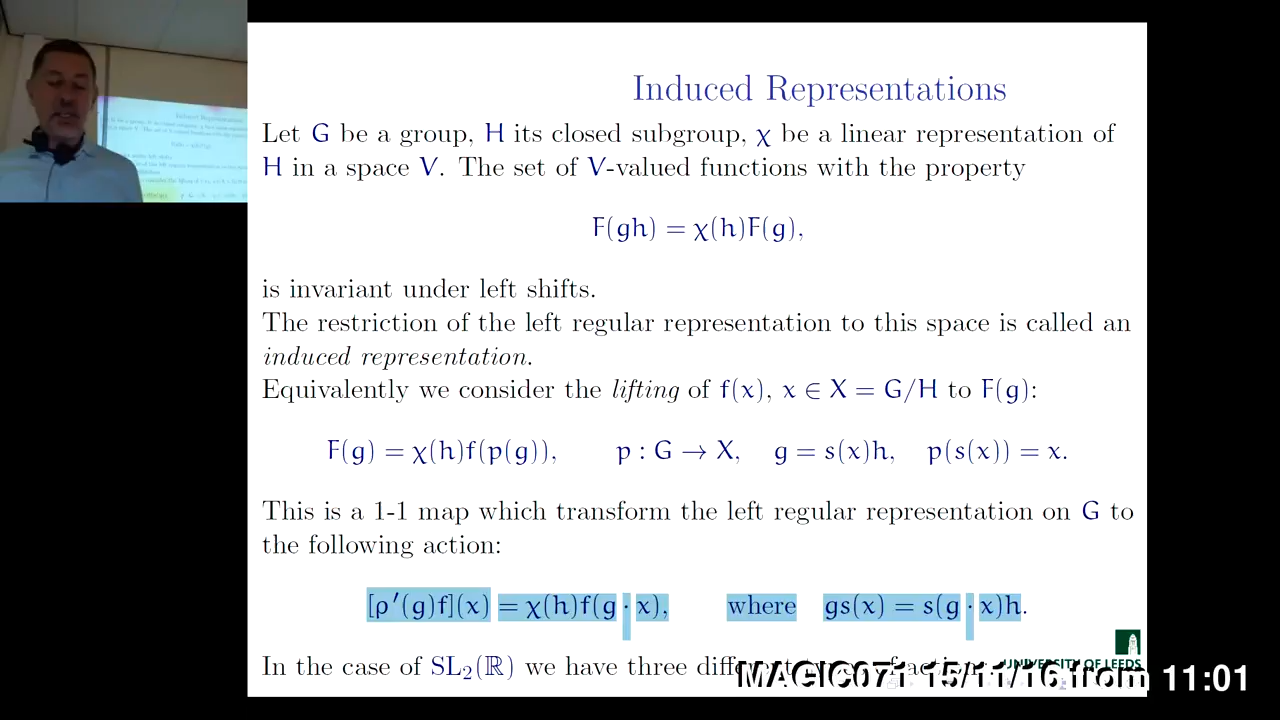 Induced Representations
Let G be a group, H its closed subgroup, χ be a linear representation of
H in a space V. The set of V-valued functions with the property
F(gh) = χ(h)F(g),
is invariant under left shifts.
The restriction of the left regular representation to this space is called an
induced representation.
Equivalently we consider the lifting of f(x), x ∈ X = G/H to F(g):
F(g) = χ(h)f(p(g)), p : G → X, g = s(x)h, p(s(x)) = x.
This is a 1-1 map which transform the left regular representation on G to
the following action:
[ρ′(g)f](x) = χ(h)f(g · x), where gs(x) = s(g · x)h.
In the case of SL₂(ℝ) we have three different types of action:
UNIVERSITY OF LEEDS
MAGIC071 15/11/16 from 11:01